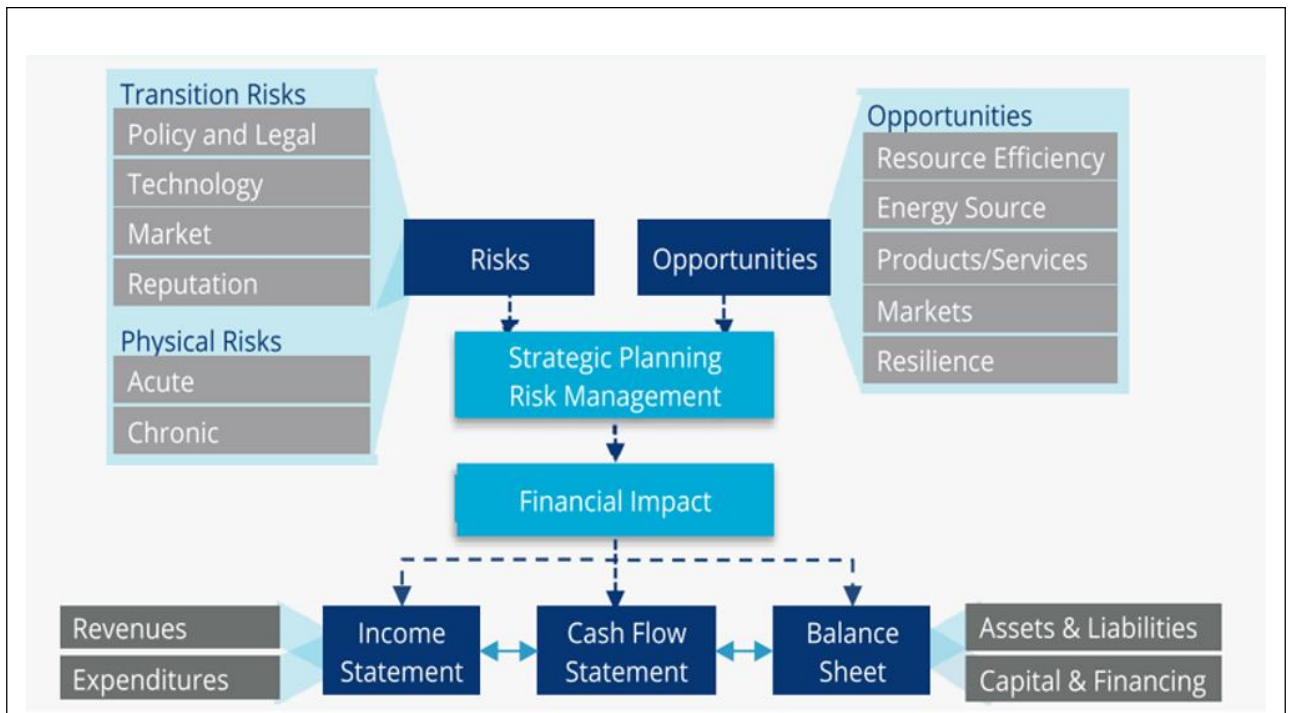 Transition Risks
Policy and Legal
Technology
Market
Reputation
Physical Risks
Acute
Chronic
Risks
Opportunities
Opportunities
Resource Efficiency
Energy Source
Products/Services
Markets
Resilience
Strategic Planning
Risk Management
Financial Impact
Revenues
Expenditures
Income
Statement
Cash Flow
Statement
Balance
Sheet
Assets & Liabilities
Capital & Financing